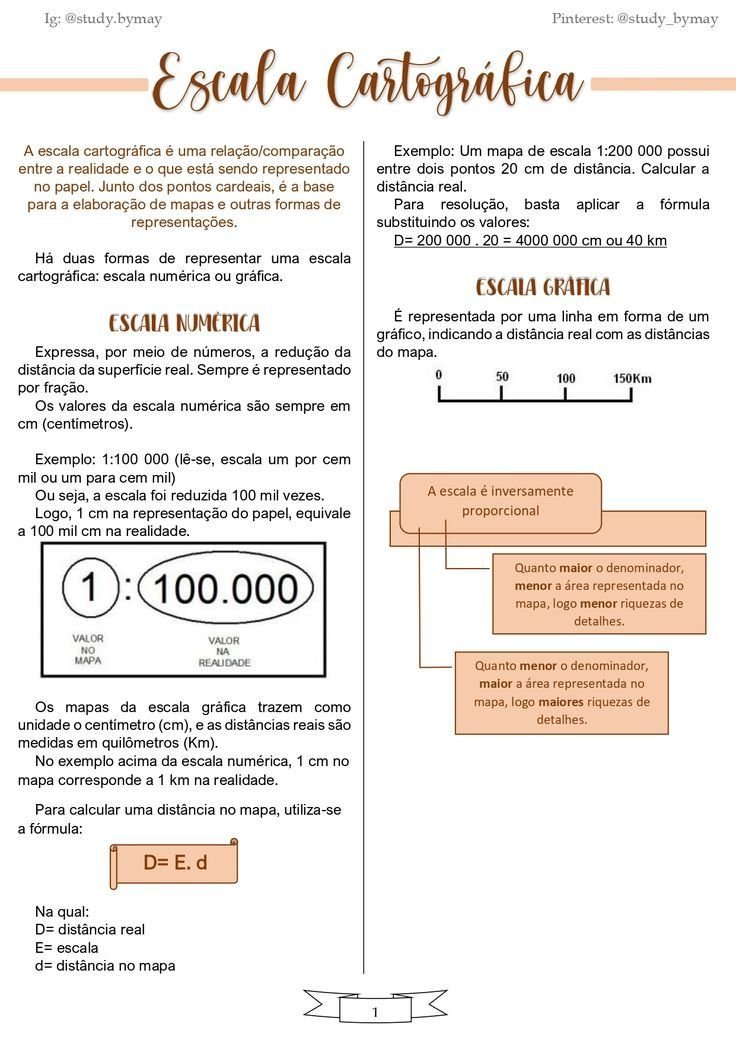 Ig: @study.bymay
Pinterest: @study_bymay
Escala Cartográfica
A escala cartográfica é uma relação/comparação
entre a realidade e o que está sendo representado
no papel. Junto dos pontos cardeais, é a base
para a elaboração de mapas e outras formas de
representações.
Há duas formas de representar uma escala
cartográfica: escala numérica ou gráfica.
ESCALA NUMÉRICA
Expressa, por meio de números, a redução da
distância da superfície real. Sempre é representado
por fração.
Os valores da escala numérica são sempre em
cm (centímetros).
Exemplo: 1:100 000 (lê-se, escala um por cem
mil ou um para cem mil)
Ou seja, a escala foi reduzida 100 mil vezes.
Logo, 1 cm na representação do papel, equivale
a 100 mil cm na realidade.
1 : 100.000
VALOR
NO
MAPA
VALOR
NA
REALIDADE
Os mapas da escala gráfica trazem como
unidade o centímetro (cm), e as distâncias reais são
medidas em quilômetros (Km).
No exemplo acima da escala numérica, 1 cm no
mapa corresponde a 1 km na realidade.
Para calcular uma distância no mapa, utiliza-se
a fórmula:
D= E. d
Na qual:
D= distância real
E= escala
d= distância no mapa
Exemplo: Um mapa de escala 1:200 000 possui
entre dois pontos 20 cm de distância. Calcular a
distância real.
Para resolução, basta aplicar a fórmula
substituindo os valores:
D= 200 000 . 20 = 4000 000 cm ou 40 km
ESCALA GRÁFICA
É representada por uma linha em forma de um
gráfico, indicando a distância real com as distâncias
do mapa.
0 50 100 150Km
A escala é inversamente
proporcional
Quanto maior o denominador,
menor a área representada no
mapa, logo menor riquezas de
detalhes.
Quanto menor o denominador,
maior a área representada no
mapa, logo maiores riquezas de
detalhes.
1